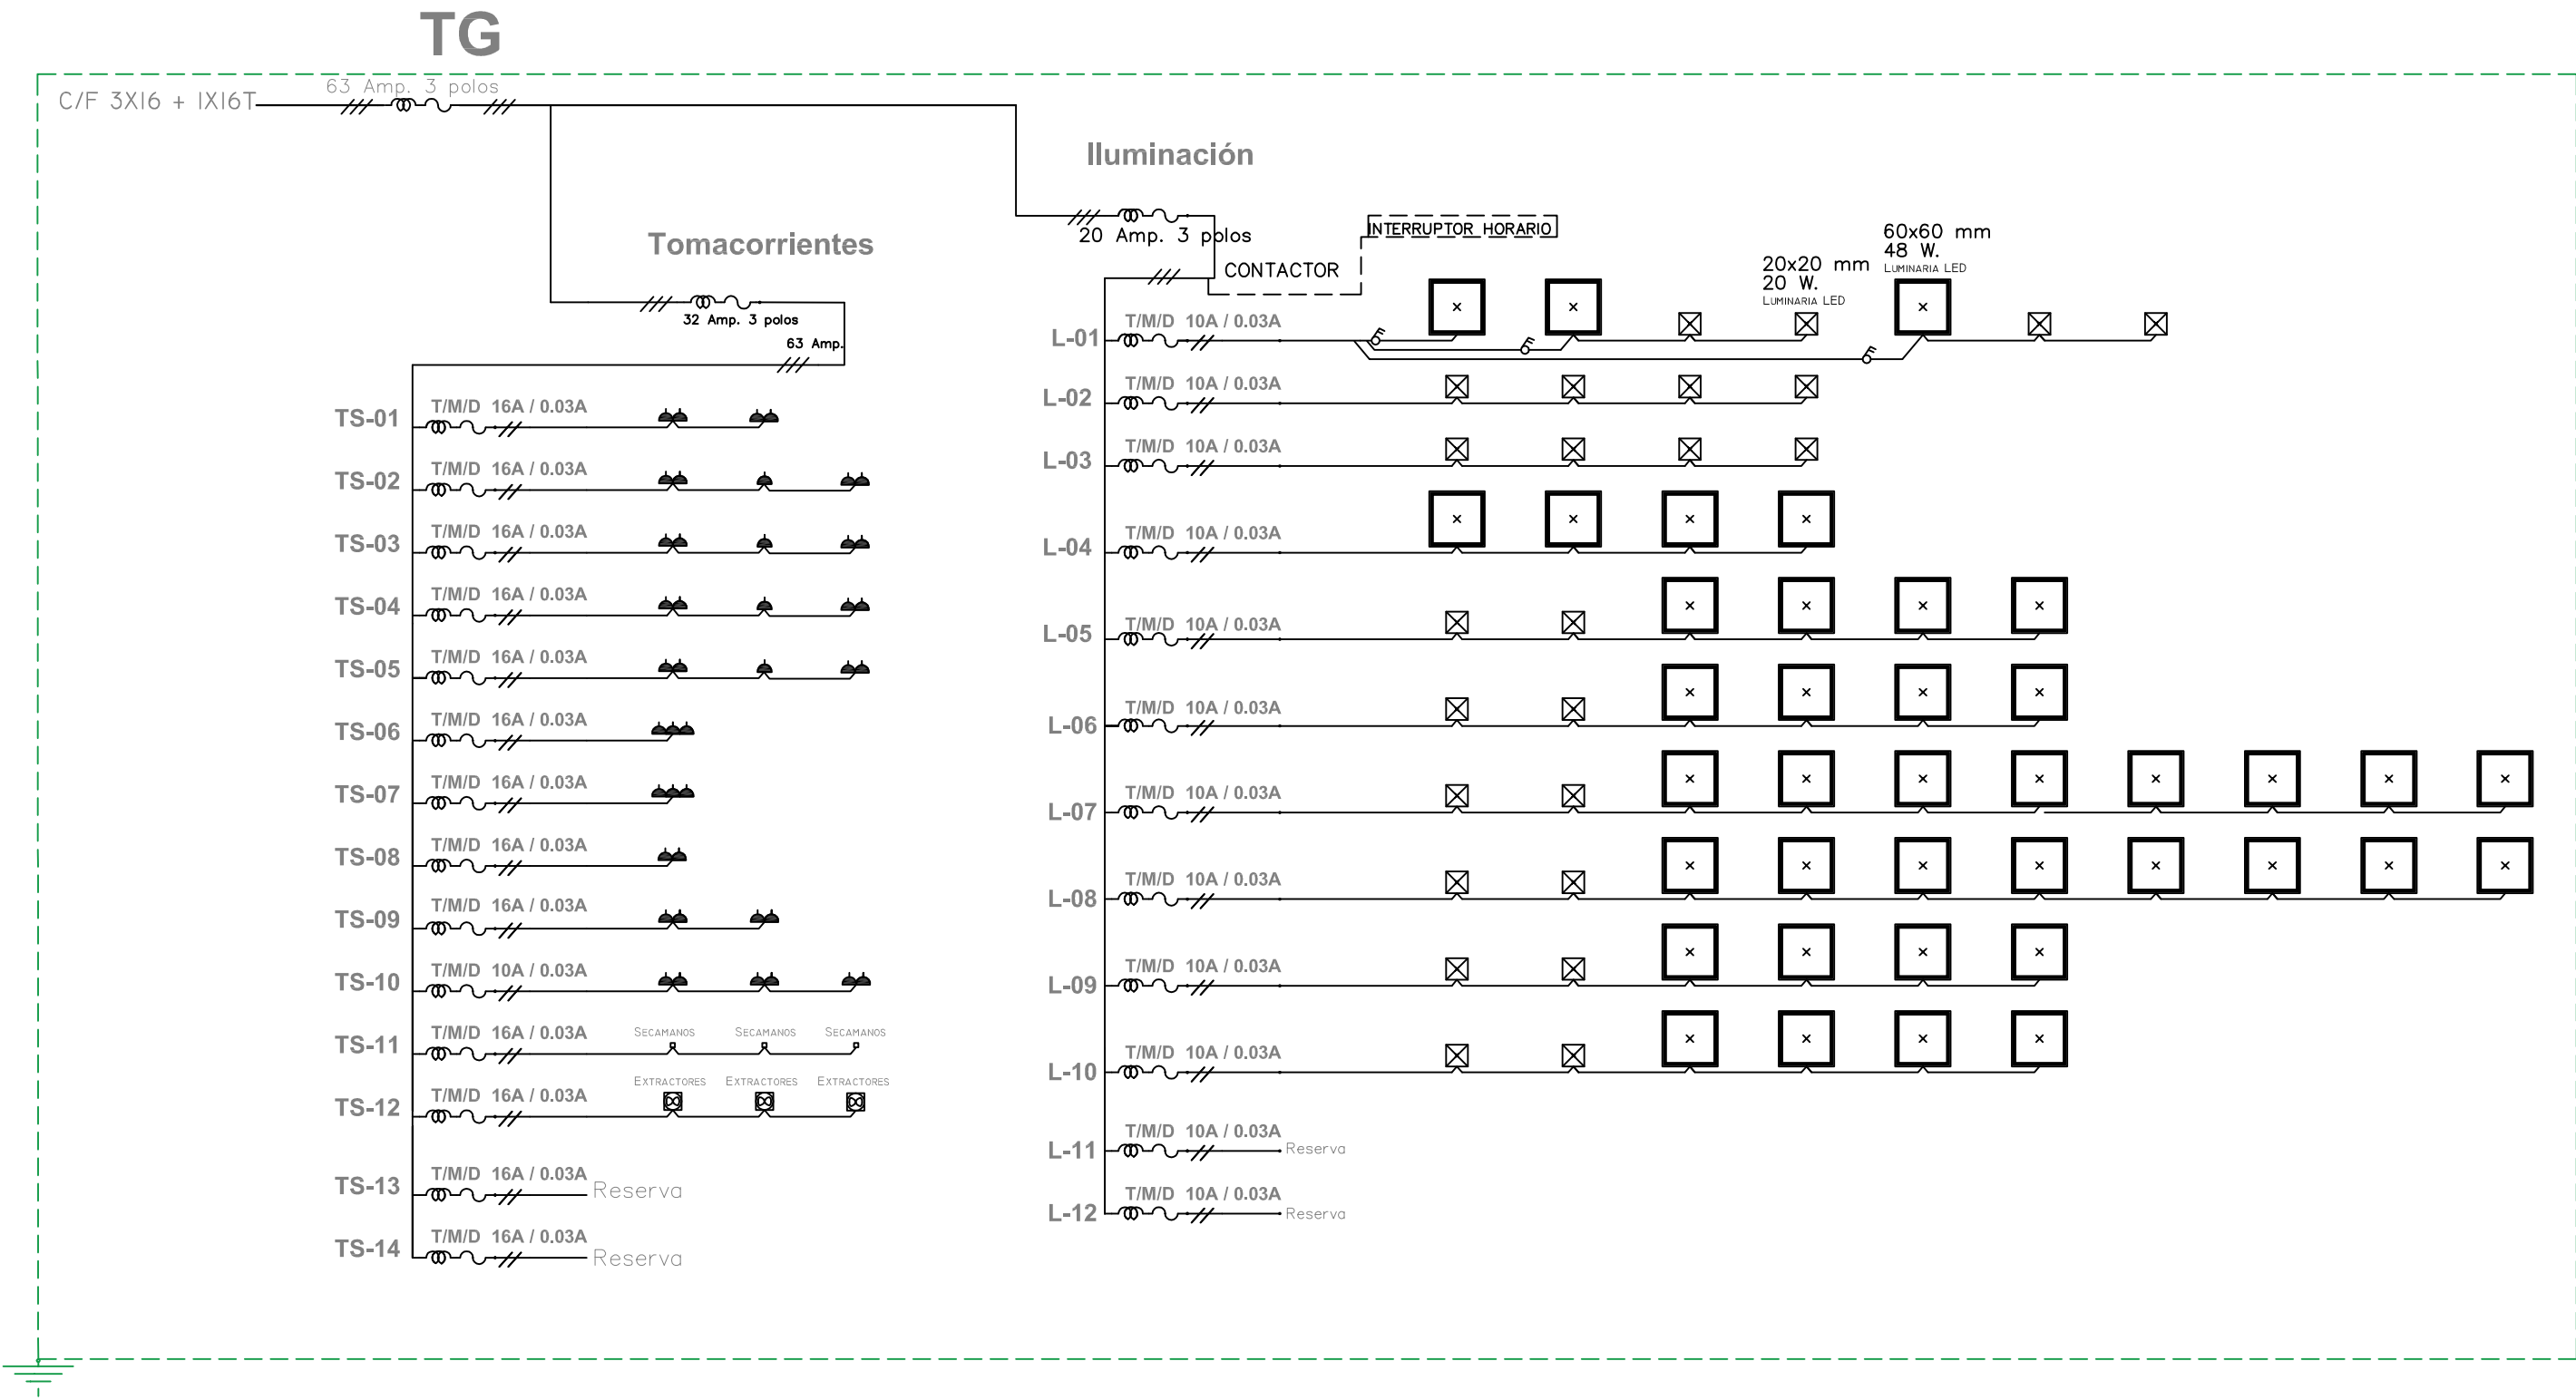 TG
63 Amp. 3 polos
C/F 3X16 + 1X16T
Iluminación
20 Amp. 3 polos
INTERRUPTOR HORARIO
CONTACTOR
60x60 mm
48 W.
LUMINARIA LED
20x20 mm
20 W.
LUMINARIA LED
Tomacorrientes
32 Amp. 3 polos
63 Amp.
TS-01 T/M/D 16A / 0.03A
TS-02 T/M/D 16A / 0.03A
TS-03 T/M/D 16A / 0.03A
TS-04 T/M/D 16A / 0.03A
TS-05 T/M/D 16A / 0.03A
TS-06 T/M/D 16A / 0.03A
TS-07 T/M/D 16A / 0.03A
TS-08 T/M/D 16A / 0.03A
TS-09 T/M/D 16A / 0.03A
TS-10 T/M/D 10A / 0.03A
TS-11 T/M/D 16A / 0.03A SECAMANOS SECAMANOS SECAMANOS
TS-12 T/M/D 16A / 0.03A EXTRACTORES EXTRACTORES EXTRACTORES
TS-13 T/M/D 16A / 0.03A Reserva
TS-14 T/M/D 16A / 0.03A Reserva
L-01 T/M/D 10A / 0.03A
L-02 T/M/D 10A / 0.03A
L-03 T/M/D 10A / 0.03A
L-04 T/M/D 10A / 0.03A
L-05 T/M/D 10A / 0.03A
L-06 T/M/D 10A / 0.03A
L-07 T/M/D 10A / 0.03A
L-08 T/M/D 10A / 0.03A
L-09 T/M/D 10A / 0.03A
L-10 T/M/D 10A / 0.03A
L-11 T/M/D 10A / 0.03A Reserva
L-12 T/M/D 10A / 0.03A Reserva